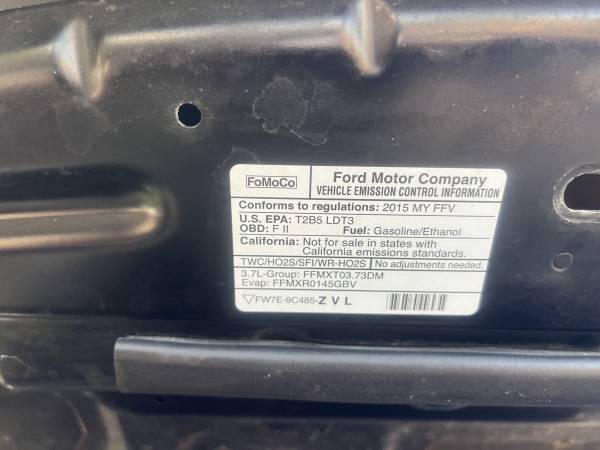 FoMoCo
Ford Motor Company
VEHICLE EMISSION CONTROL INFORMATION
Conforms to regulations: 2015 MY FFV
U.S. EPA: T2B5 LDT3
OBD: F II Fuel: Gasoline/Ethanol
California: Not for sale in states with
California emissions standards.
TWC/HO2S/SFI/WR-HO2S No adjustments needed.
3.7L-Group: FFMXT03.73DM
Evap: FFMXR0145GBV
FW7E-9C485-ZVL